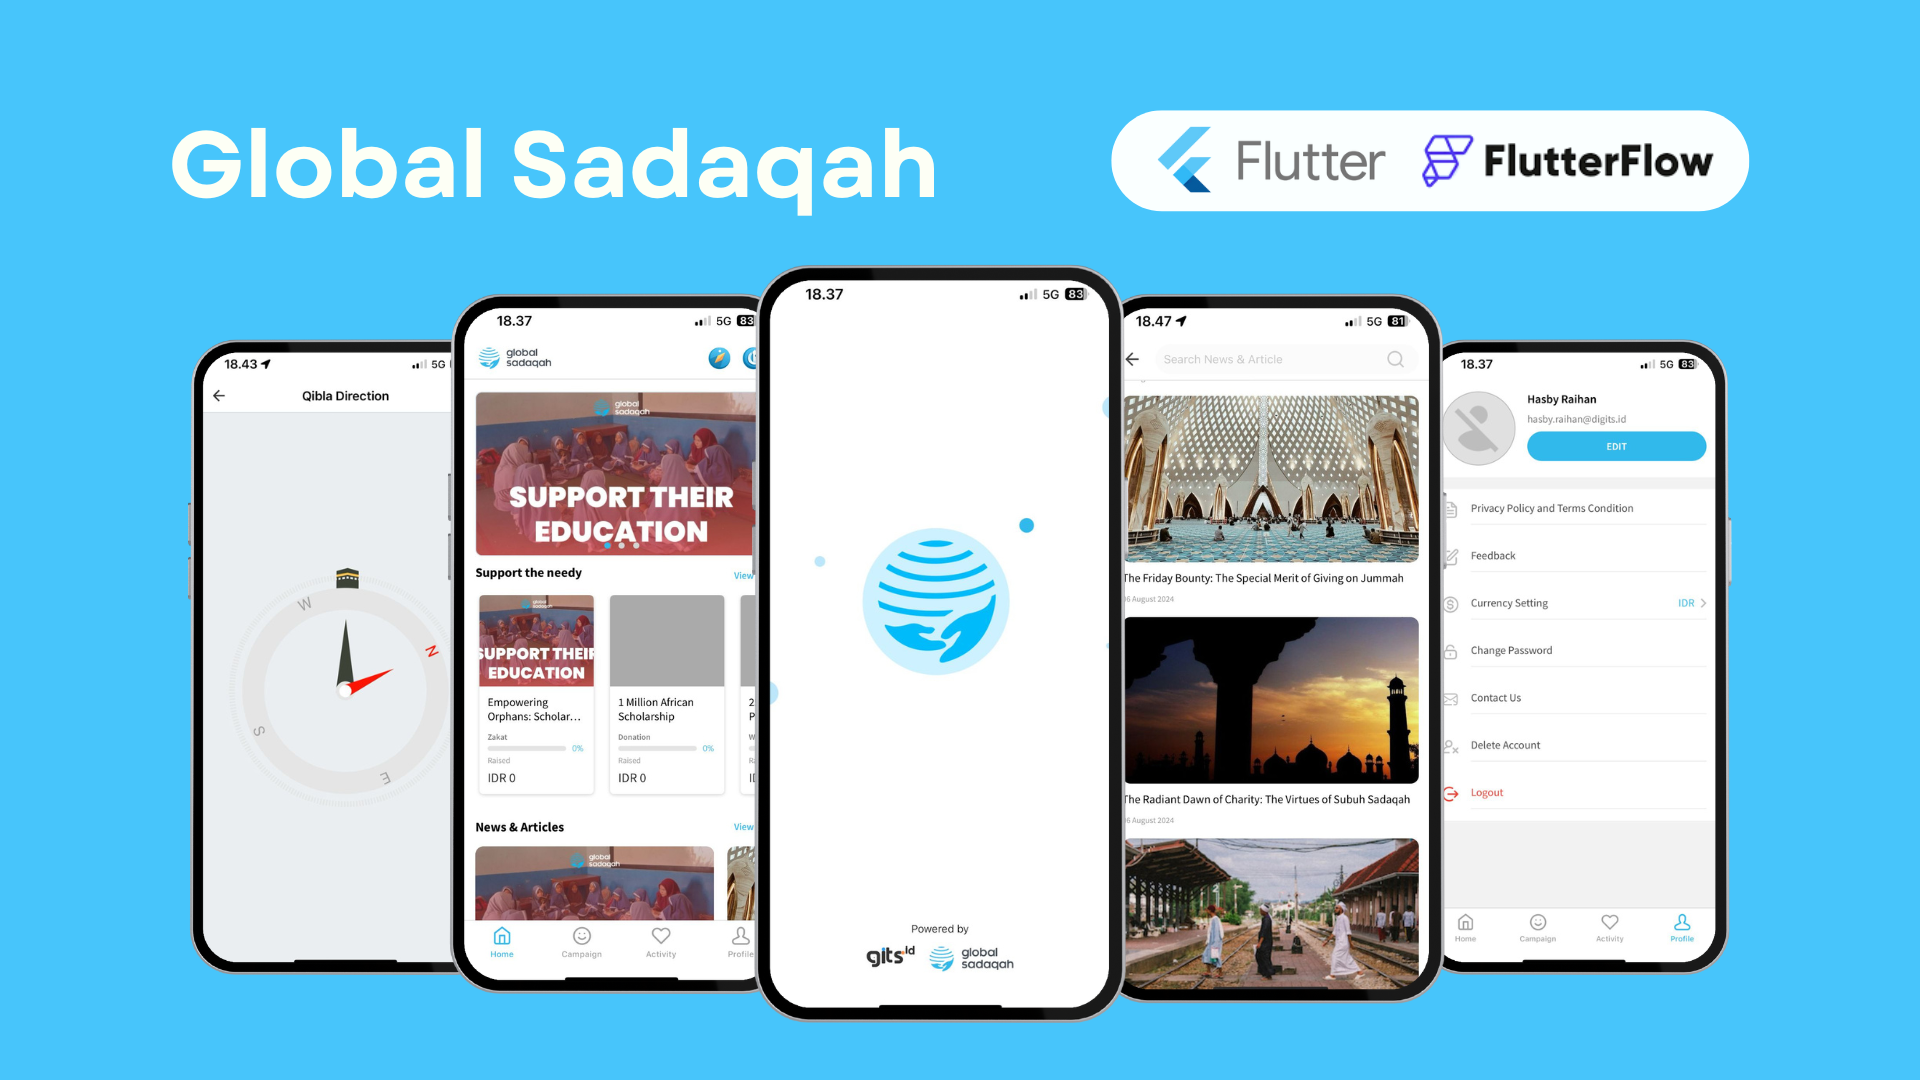 Global Sadaqah
Flutter
FlutterFlow
18.43
5G
Qibla Direction
W
N
S
E
18.37
5G 83
global
sadaqah
global
sadaqah
SUPPORT THEIR
EDUCATION
Support the needy
View
SUPPORT THEIR
EDUCATION
Empowering
Orphans: Scholar...
Zakat
0%
Raised
IDR 0
1 Million African
Scholarship
Donation
0%
Raised
IDR 0
2
P
W
News & Articles
View
global
sadaqah
Home
Campaign
Activity
Profile
18.37
5G 83
Powered by
gits.id
global
sadaqah
18.47
5G 81
Search News & Article
The Friday Bounty: The Special Merit of Giving on Jummah
06 August 2024
The Radiant Dawn of Charity: The Virtues of Subuh Sadaqah
06 August 2024
18.37
5G 83
Hasby Raihan
hasby.raihan@digits.id
EDIT
Privacy Policy and Terms Condition
Feedback
Currency Setting
IDR
Change Password
Contact Us
Delete Account
Logout
Home
Campaign
Activity
Profile